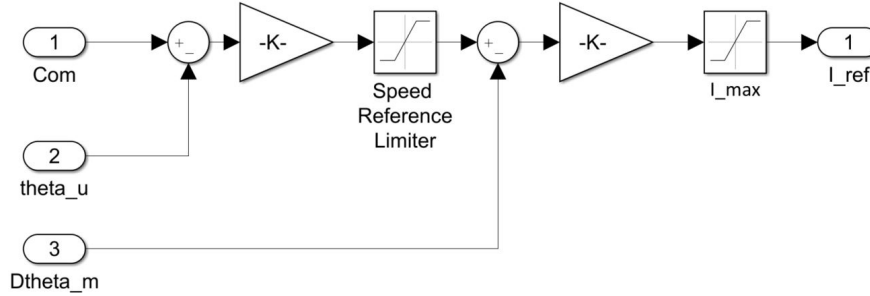 1
Com
+
−
-K-
Speed
Reference
Limiter
+
−
-K-
I_max
1
I_ref
2
theta_u
3
Dtheta_m